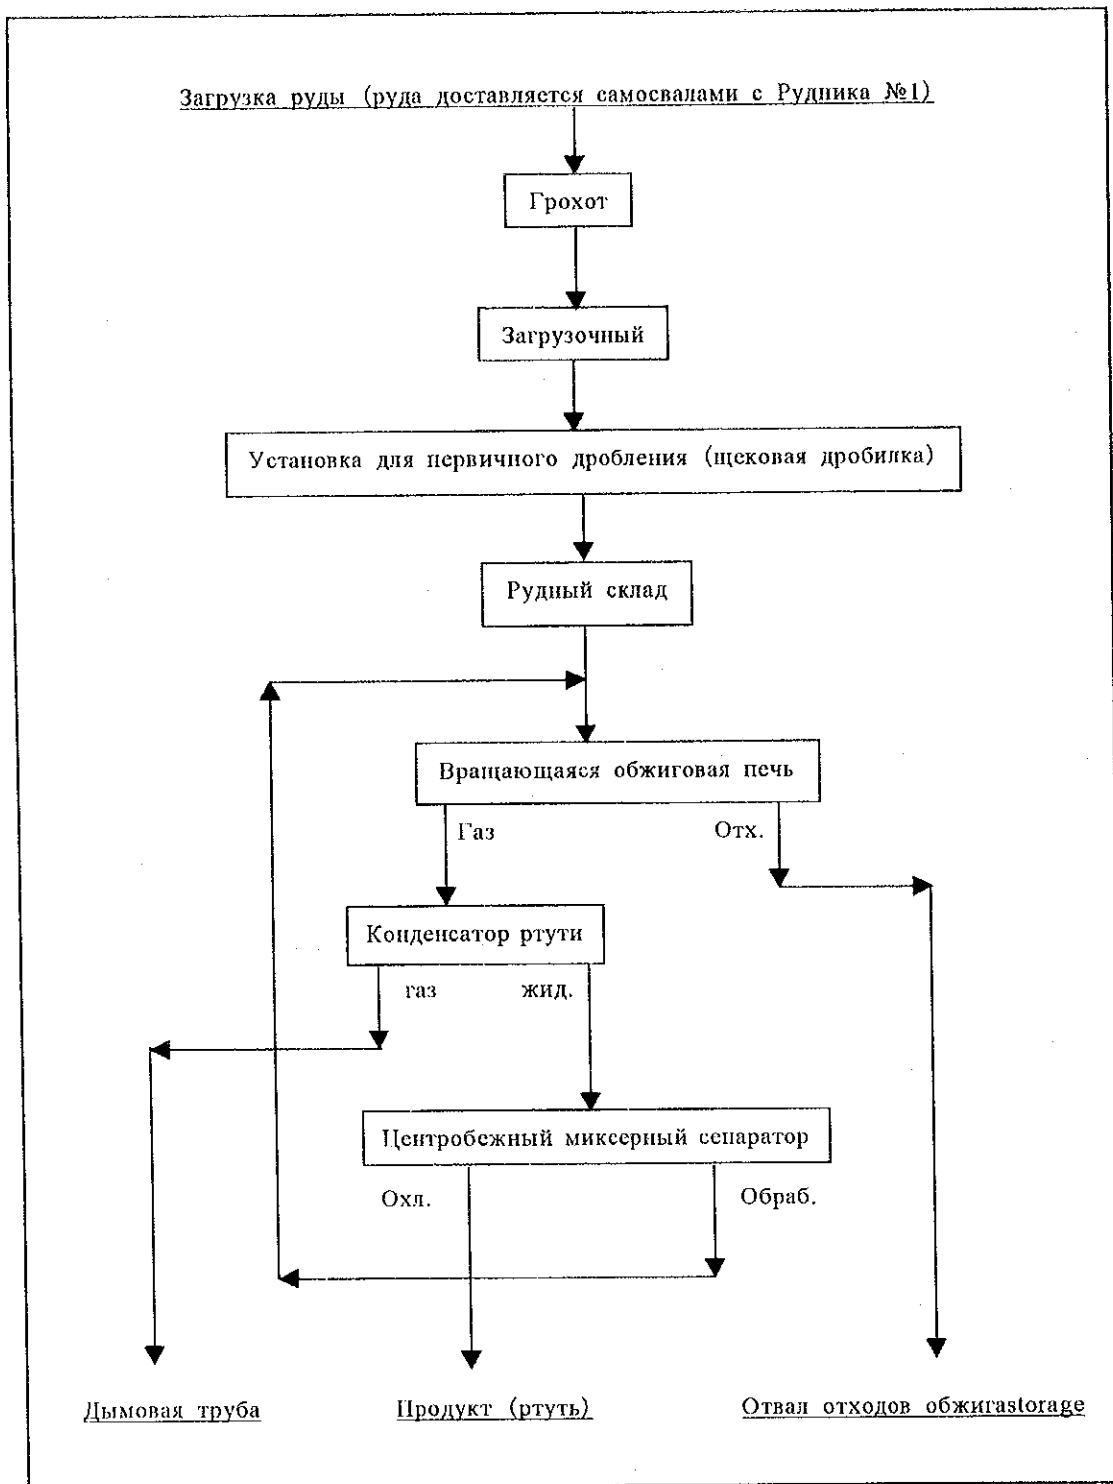 Загрузка руды (руда доставляется самосвалами с Рудника №1)
Грохот
Загрузочный
Установка для первичного дробления (щековая дробилка)
Рудный склад
Вращающаяся обжиговая печь
Газ Отх.
Конденсатор ртути
газ жид.
Центробежный миксерный сепаратор
Охл. Обраб.
Дымовая труба Продукт (ртуть) Отвал отходов обжигаstorage